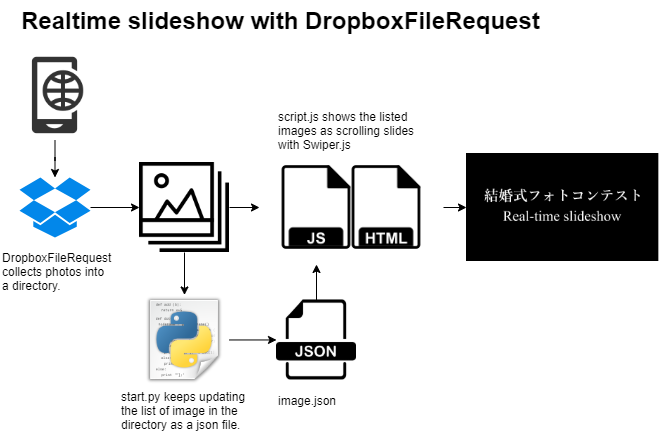 Realtime slideshow with DropboxFileRequest
script.js shows the listed
images as scrolling slides
with Swiper.js
JS
HTML
結婚式フォトコンテスト
Real-time slideshow
DropboxFileRequest
collects photos into
a directory.
JSON
start.py keeps updating
the list of image in the
directory as a json file.
image.json